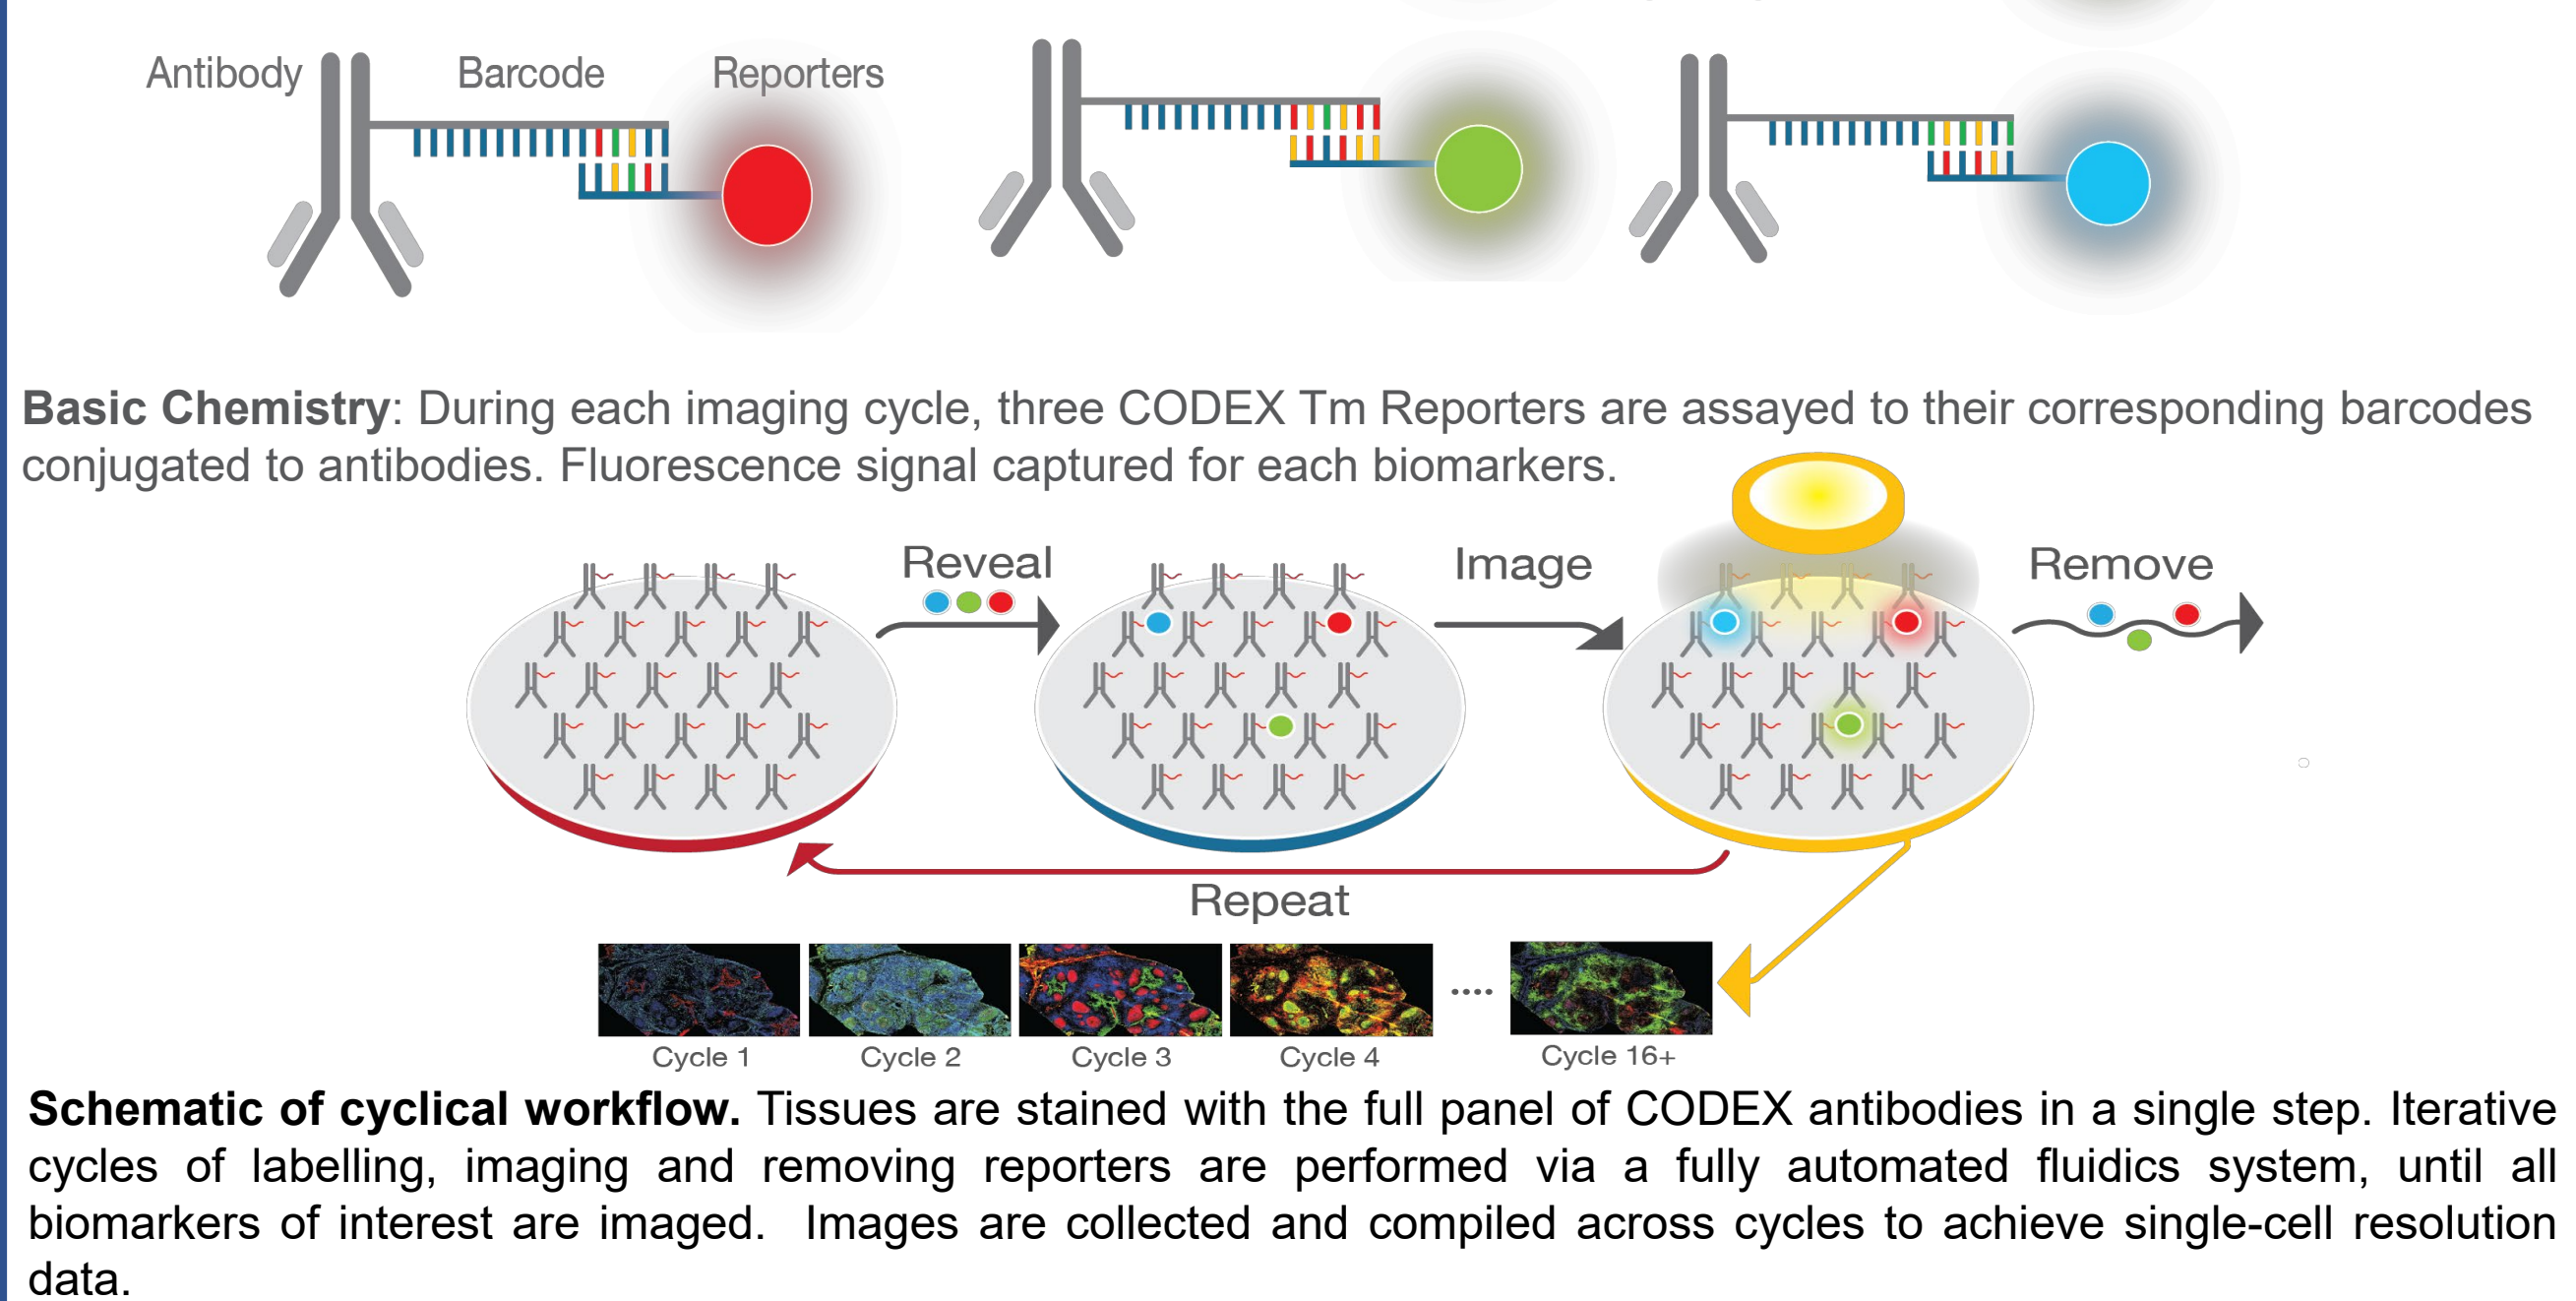 Antibody Barcode Reporters
Basic Chemistry: During each imaging cycle, three CODEX Tm Reporters are assayed to their corresponding barcodes
conjugated to antibodies. Fluorescence signal captured for each biomarkers.
Reveal
Image
Remove
Repeat
Cycle 1
Cycle 2
Cycle 3
Cycle 4
....
Cycle 16+
Schematic of cyclical workflow. Tissues are stained with the full panel of CODEX antibodies in a single step. Iterative
cycles of labelling, imaging and removing reporters are performed via a fully automated fluidics system, until all
biomarkers of interest are imaged. Images are collected and compiled across cycles to achieve single-cell resolution
data.